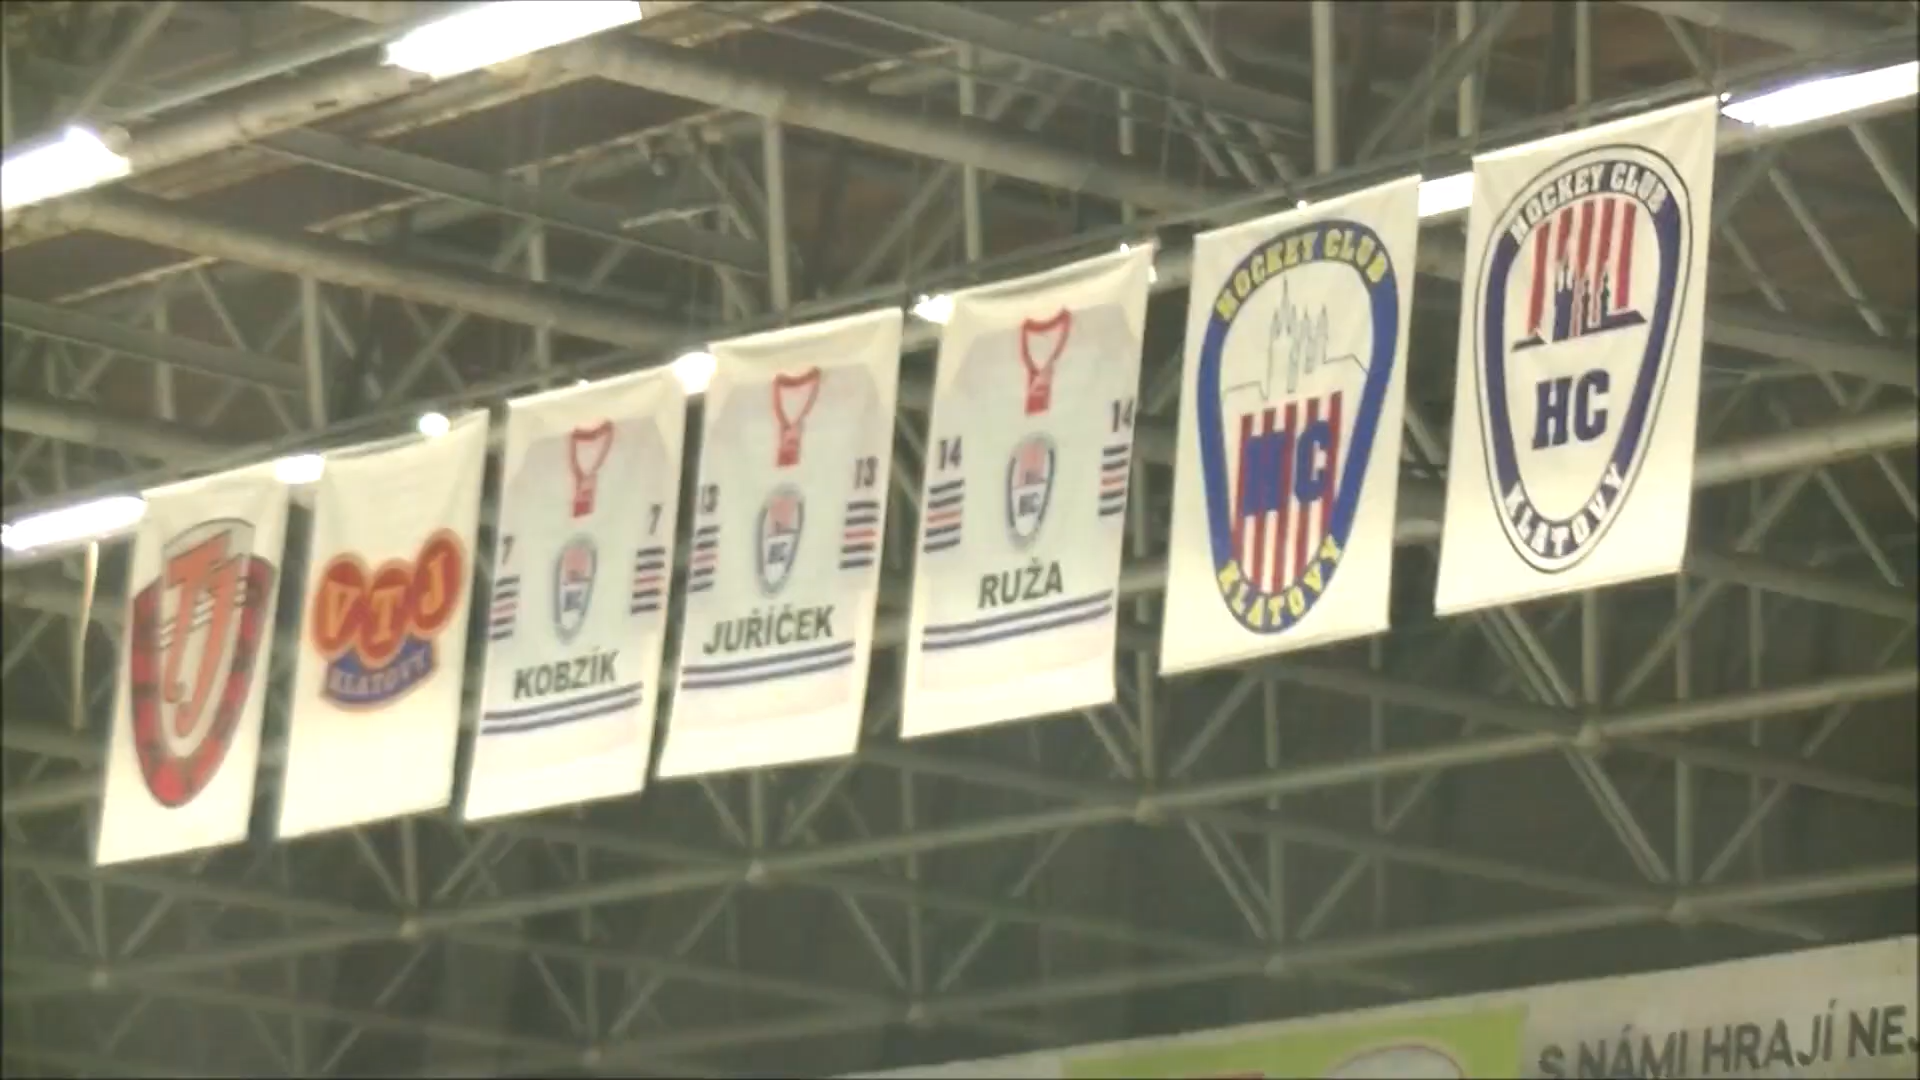 TJ
VTJ
KLATOVY
7
7
HC
KOBZÍK
13
13
HC
JUŘÍČEK
14
14
HC
RUŽA
HOCKEY CLUB
HC
KLATOVY
HOCKEY CLUB
HC
KLATOVY
S NÁMI HRAJÍ NEJ